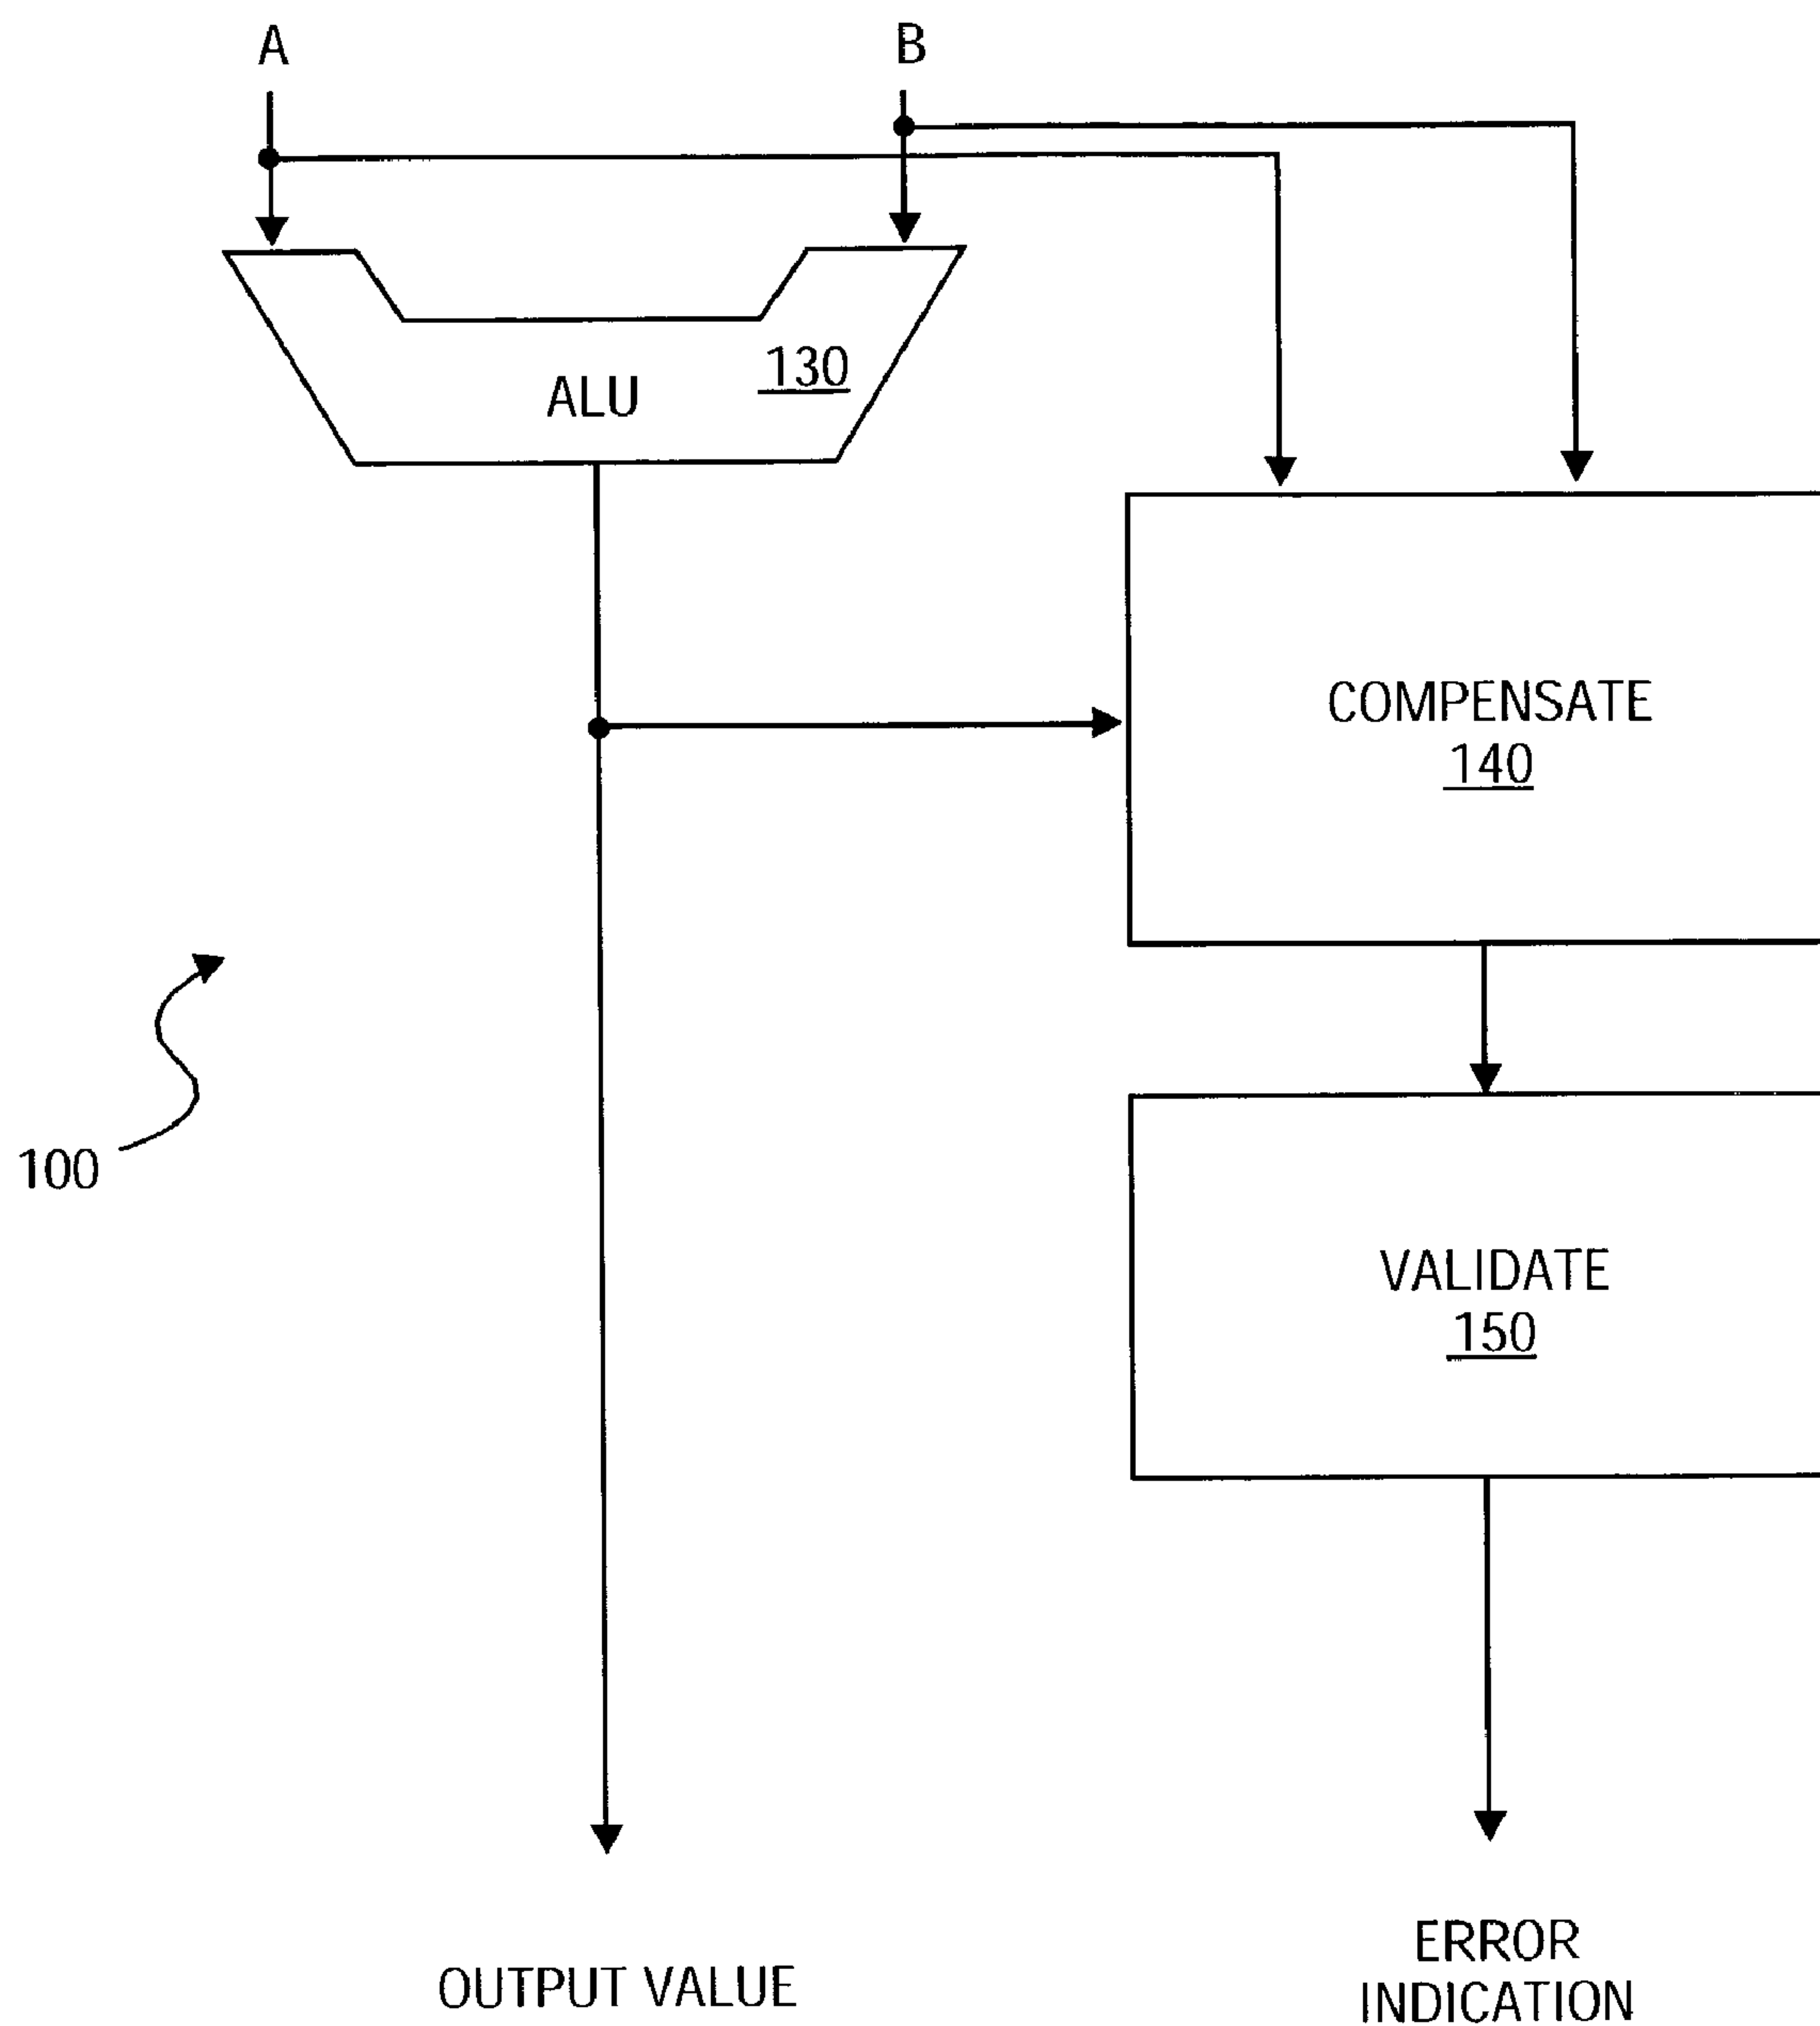 A
B
130
ALU
COMPENSATE
140
100
VALIDATE
150
ERROR
INDICATION
OUTPUT VALUE